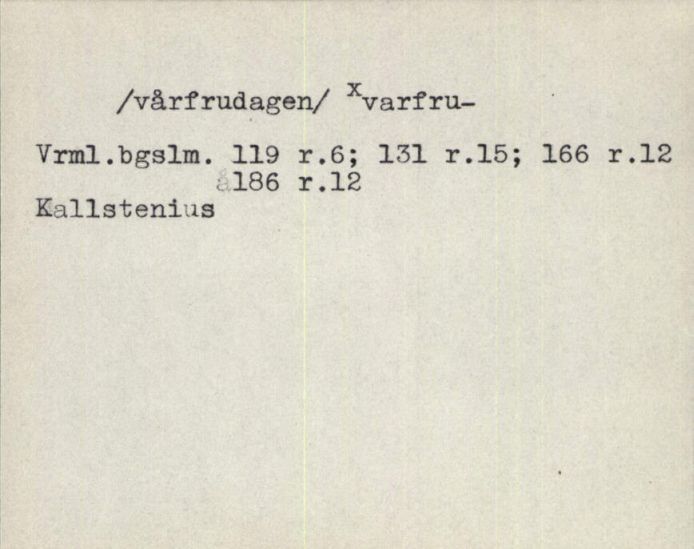 /vårfrudagen/ xvarfru-
Vrml.bgslm. 119 r.6; 131 r.15; 166 r.12
186 r.12
Kallstenius